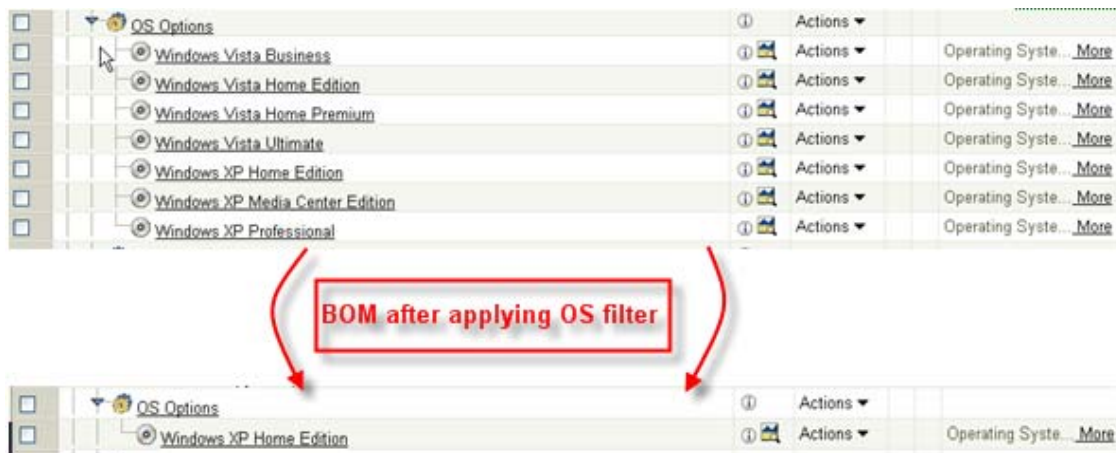 OS Options Actions
Windows Vista Business Actions Operating Syste... More
Windows Vista Home Edition Actions Operating Syste... More
Windows Vista Home Premium Actions Operating Syste... More
Windows Vista Ultimate Actions Operating Syste... More
Windows XP Home Edition Actions Operating Syste... More
Windows XP Media Center Edition Actions Operating Syste... More
Windows XP Professional Actions Operating Syste... More
BOM after applying OS filter
OS Options Actions
Windows XP Home Edition Actions Operating Syste... More